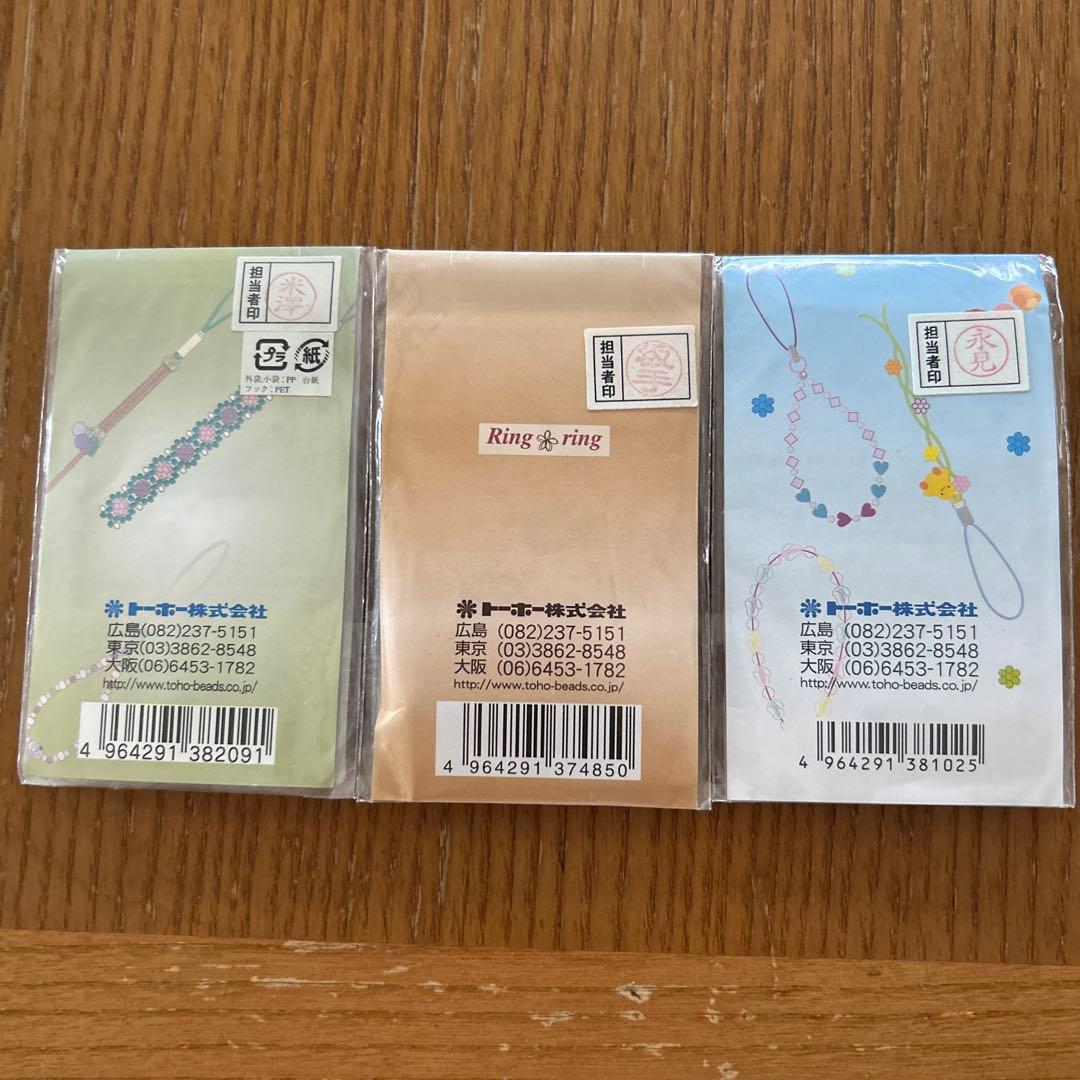 担当者印
米澤
プラ
紙
外袋,小袋:PP 台紙
フック:PET
トーホー株式会社
広島(082)237-5151
東京(03)3862-8548
大阪(06)6453-1782
http://www.toho-beads.co.jp/
4 964291 382091
担当者印
Ring ring
トーホー株式会社
広島(082)237-5151
東京(03)3862-8548
大阪(06)6453-1782
http://www.toho-beads.co.jp/
4 964291 374850
担当者印
永見
トーホー株式会社
広島(082)237-5151
東京(03)3862-8548
大阪(06)6453-1782
http://www.toho-beads.co.jp/
4 964291 381025